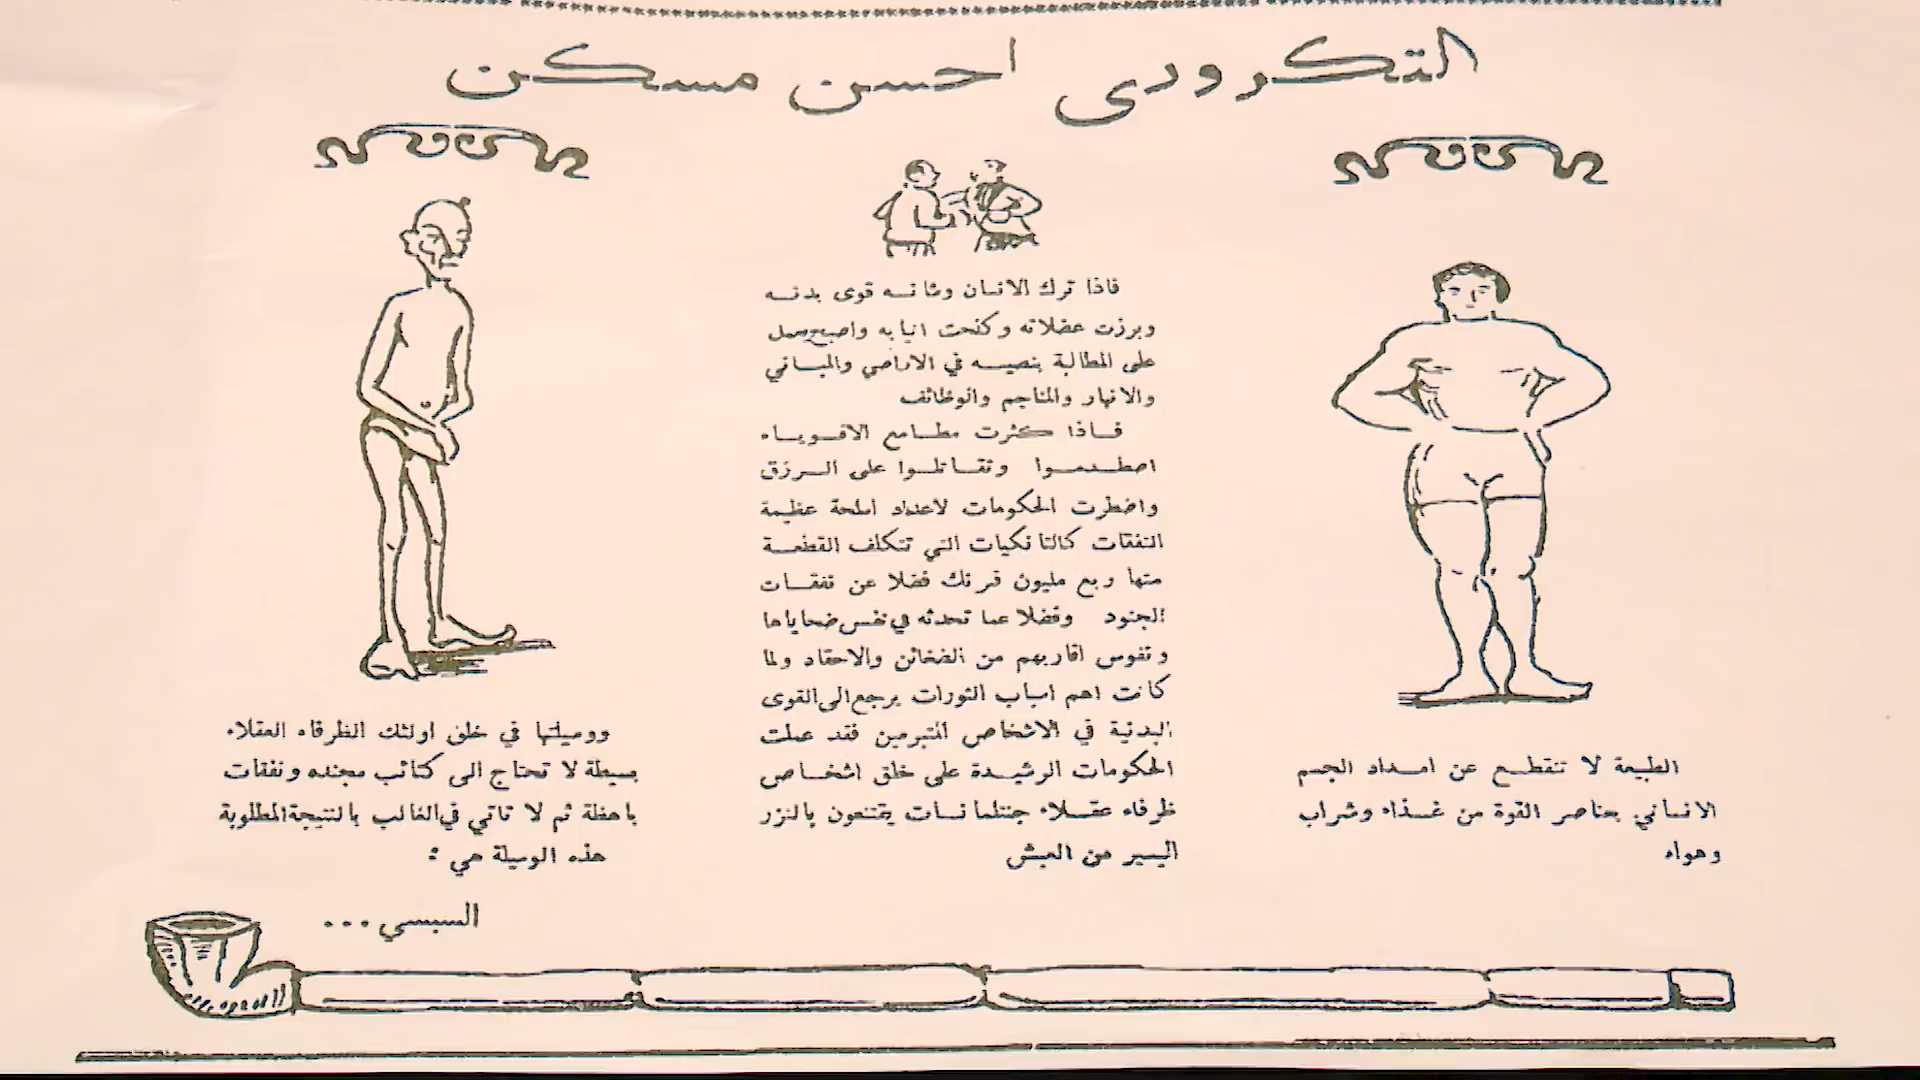 التكرورى احسن مسكن
الطبيعة لا تنقطع عن امداد الجسم
الانساني بعناصر القوة من غذاء وشراب
وهواء
فاذا ترك الانسان وشانه قوى بدنه
وبرزت عضلاته وكنحت انيابه واصبح يعمل
على المطالبة بنصيبه في الاراضي والمباني
والانهار والمناجم والوظائف
فاذا كثرت مطامح الاقوياء
اصطدموا وتقاتلوا على الرزق
واضطرت الحكومات لاعداد اسلحة عظيمة
النفقات كالتانكيات التي تتكلف القطعة
منها ربع مليون فرنك فضلا عن نفقات
الجنود وفضلا عما تحدثه في نفس ضحاياها
ونفوس اقاربهم من الضغائن والاحقاد ولما
كانت اهم اسباب الثورات يرجع الى القوى
البدنية في الاشخاص المتبرمين فقد عملت
الحكومات الرشيدة على خلق اشخاص
ظرفاء عقلاء جنتلمانسات يقتنعون بالنزر
اليسير من العيش
ووسيلتها في خلق اولئك الظرفاء العقلاء
بسيطة لا تحتاج الى كتائب مجنده ونفقات
باهظة ثم لا تاتي في الغالب بالنتيجة المطلوبة
هذه الوسيلة هي :
السبسي ...